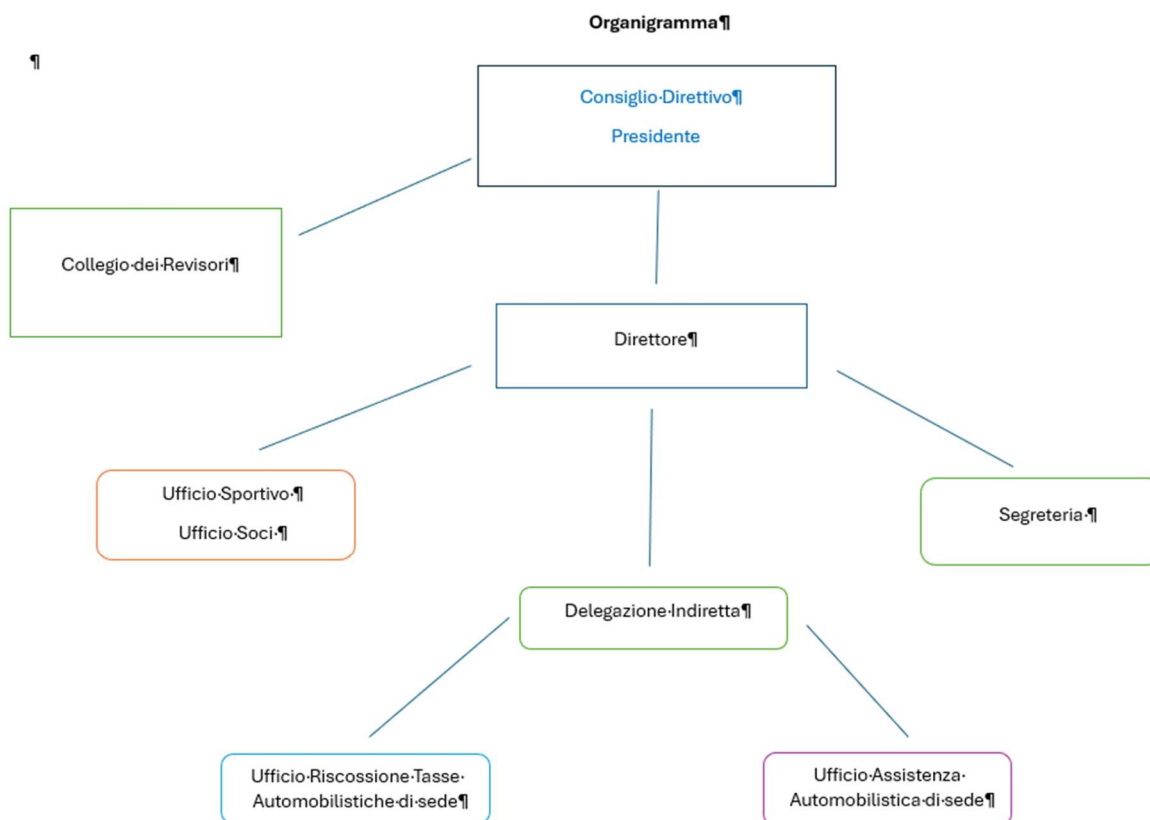 Organigramma¶
¶
Consiglio·Direttivo¶
Presidente
Collegio·dei·Revisori¶
Direttore¶
Ufficio·Sportivo·¶
Ufficio·Soci·¶
Segreteria·¶
Delegazione·Indiretta¶
Ufficio·Riscossione·Tasse·
Automobilistiche·di·sede¶
Ufficio·Assistenza·
Automobilistica·di·sede¶